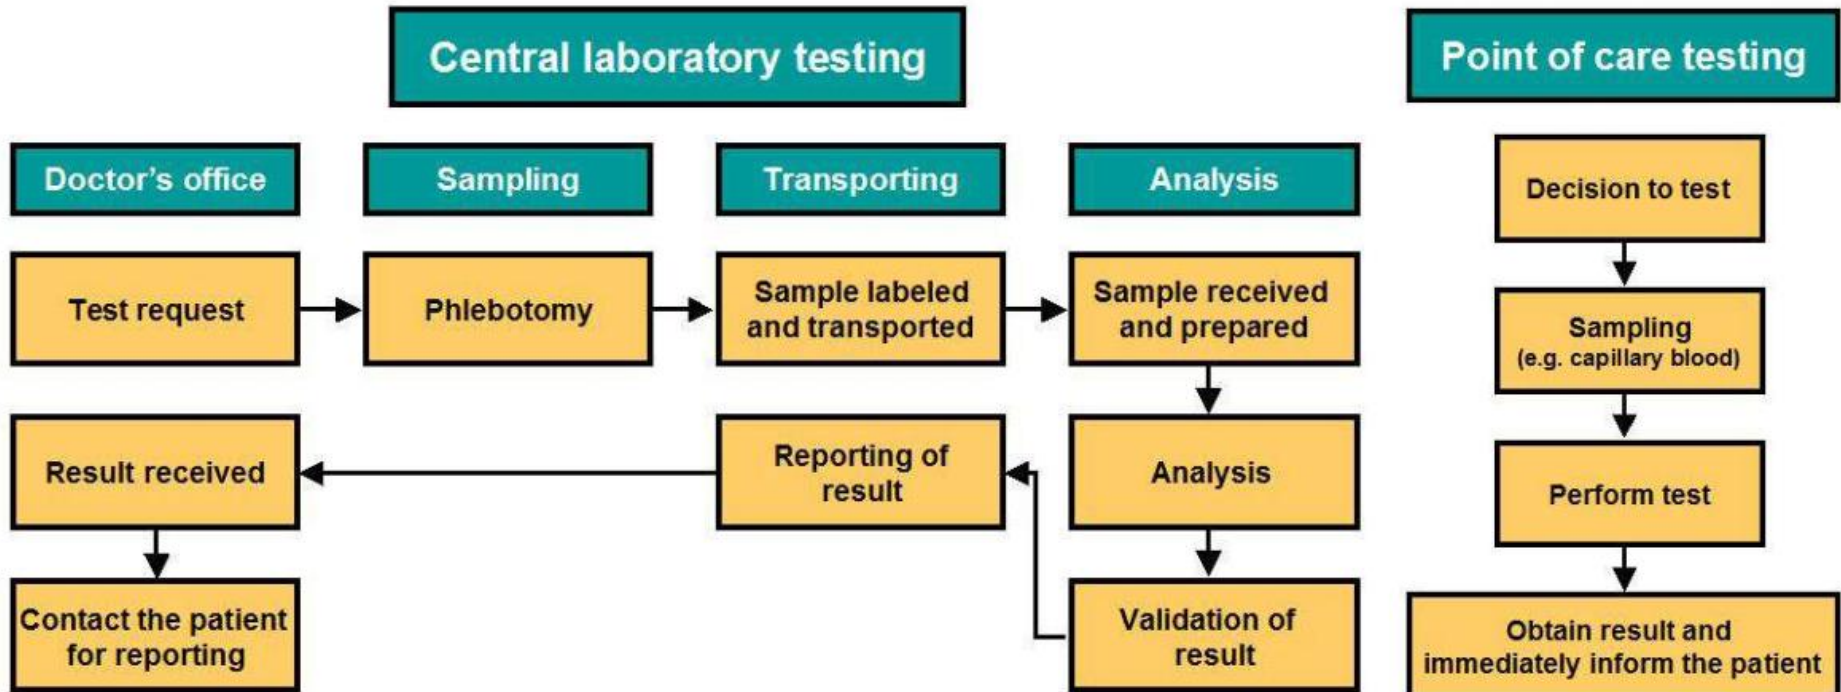 Central laboratory testing
Point of care testing
Doctor's office
Sampling
Transporting
Analysis
Test request
Phlebotomy
Sample labeled
and transported
Sample received
and prepared
Result received
Reporting of
result
Analysis
Contact the patient
for reporting
Validation of
result
Decision to test
Sampling
(e.g. capillary blood)
Perform test
Obtain result and
immediately inform the patient